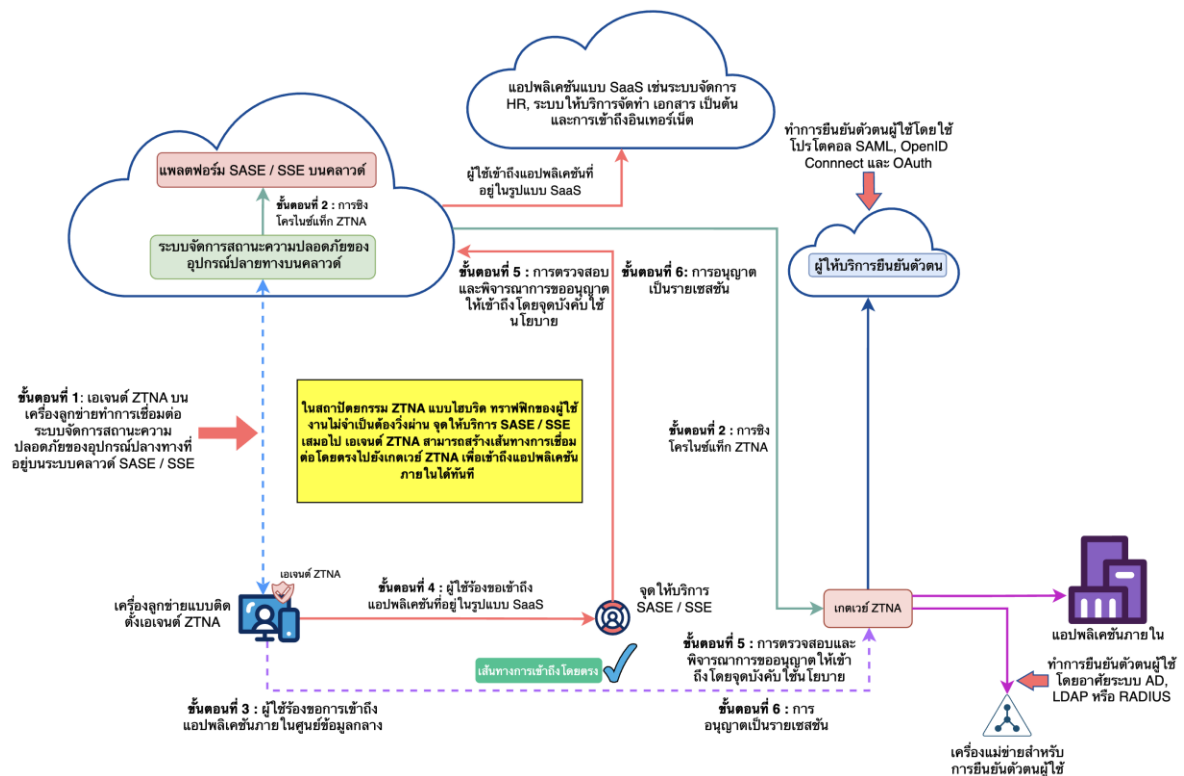 แอปพลิเคชันแบบ SaaS เช่นระบบจัดการ
HR, ระบบให้บริการจัดทำ เอกสาร เป็นต้น
และการเข้าถึงอินเทอร์เน็ต
ทำการยืนยันตัวตนผู้ใช้โดยใช้
โปรโตคอล SAML, OpenID
Connnect และ OAuth
แพลตฟอร์ม SASE / SSE บนคลาวด์
ผู้ใช้เข้าถึงแอปพลิเคชันที่
อยู่ในรูปแบบ SaaS
ขั้นตอนที่ 2 : การซิง
โครไนซ์แท็ก ZTNA
ระบบจัดการสถานะความปลอดภัยของ
อุปกรณ์ปลายทางบนคลาวด์
ผู้ให้บริการยืนยันตัวตน
ขั้นตอนที่ 5 : การตรวจสอบ
และพิจารณาการขออนุญาต
ให้เข้าถึงโดยจุดบังคับใช้
นโยบาย
ขั้นตอนที่ 6: การอนุญาต
เป็นรายเซสชัน
ขั้นตอนที่ 1: เอเจนต์ ZTNA บน
เครื่องลูกข่ายทำการเชื่อมต่อ
ระบบจัดการสถานะความ
ปลอดภัยของอุปกรณ์ปลางทางที่
อยู่บนระบบคลาวด์ SASE / SSE
ในสถาปัตยกรรม ZTNA แบบไฮบริด ทราฟฟิกของผู้ใช้
งานไม่จำเป็นต้องวิ่งผ่าน จุดให้บริการ SASE / SSE
เสมอไป เอเจนต์ ZTNA สามารถสร้างเส้นทางการเชื่อม
ต่อโดยตรงไปยังเกตเวย์ ZTNA เพื่อเข้าถึงแอปพลิเคชัน
ภายในได้ทันที
ขั้นตอนที่ 2 : การซิง
โครไนซ์แท็ก ZTNA
เอเจนต์ ZTNA
เครื่องลูกข่ายแบบติด
ตั้งเอเจนต์ ZTNA
ขั้นตอนที่ 4 : ผู้ใช้ร้องขอเข้าถึง
แอปพลิเคชันที่อยู่ในรูปแบบ SaaS
จุดให้บริการ
SASE / SSE
เกตเวย์ ZTNA
แอปพลิเคชันภายใน
เส้นทางการเข้าถึงโดยตรง
ขั้นตอนที่ 5 : การตรวจสอบและ
พิจารณาการขออนุญาตให้เข้า
ถึงโดยจุดบังคับใช้นโยบาย
ทำการยืนยันตัวตนผู้ใช้
โดยอาศัยระบบ AD,
LDAP หรือ RADIUS
ขั้นตอนที่ 3 : ผู้ใช้ร้องขอการเข้าถึง
แอปพลิเคชันภายในศูนย์ข้อมูลกลาง
ขั้นตอนที่ 6 : การ
อนุญาตเป็นรายเซสชัน
เครื่องแม่ข่ายสำหรับ
การยืนยันตัวตนผู้ใช้